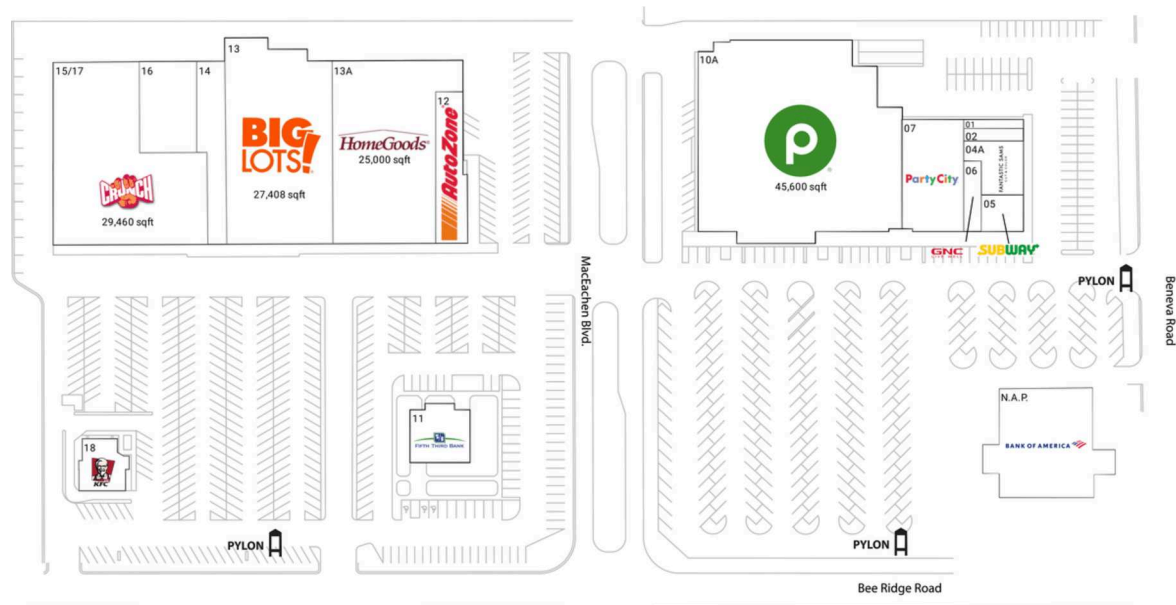 15/17
16
14
13
13A
12
10A
07
01
02
04A
06
05
BIG
LOTS!
27,408 sqft
HomeGoods
25,000 sqft
AutoZone
CRUNCH
29,460 sqft
p
45,600 sqft
PartyCity
FANTASTIC SAMS
GNC
SUBWAY
PYLON
MacEachen Blvd.
Beneva Road
11
FIFTH THIRD BANK
18
KFC
N.A.P.
BANK OF AMERICA
PYLON
PYLON
Bee Ridge Road